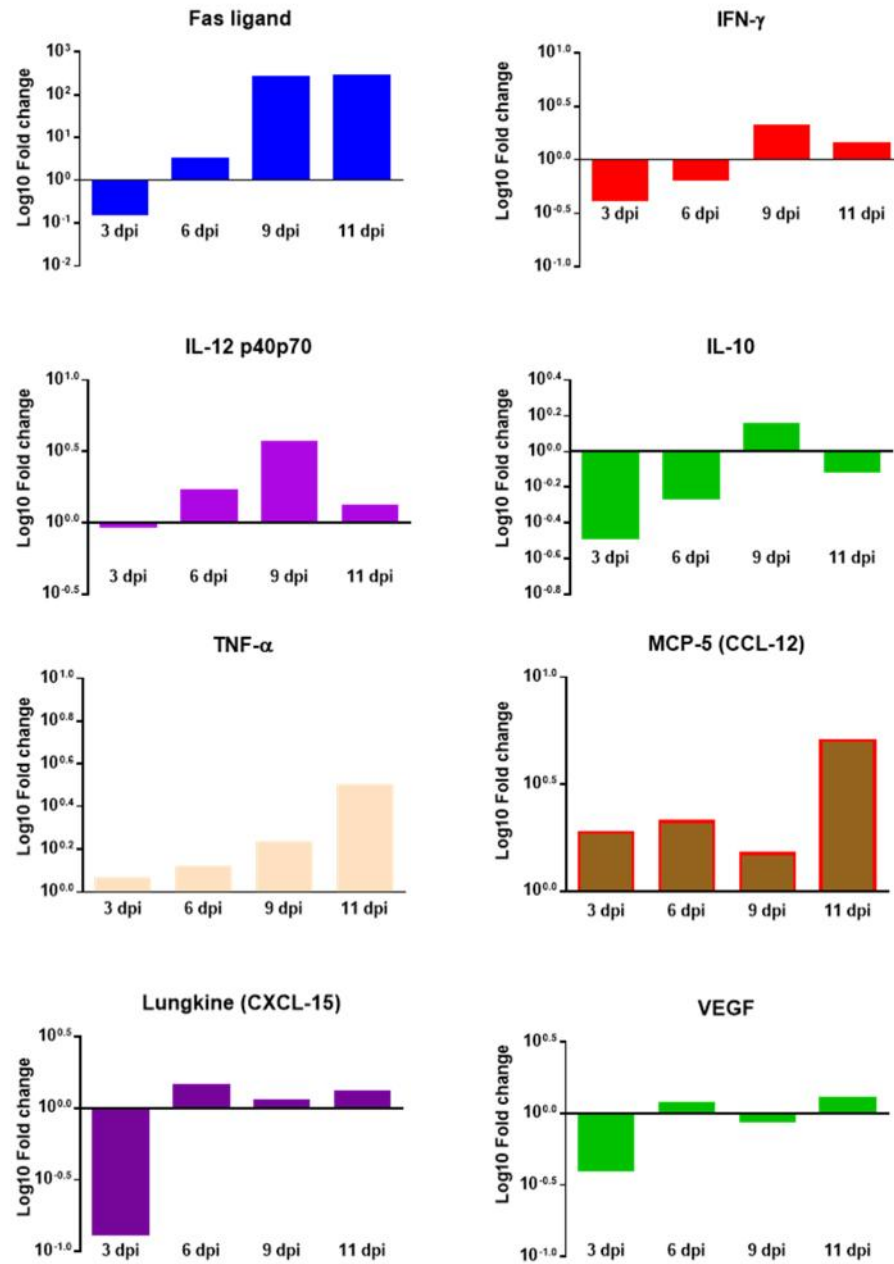 Fas ligand
Log10 Fold change
10³
10²
10¹
10⁰
10⁻¹
10⁻²
3 dpi 6 dpi 9 dpi 11 dpi
IFN-γ
Log10 Fold change
10¹·⁰
10⁰·⁵
10⁰·⁰
10⁻⁰·⁵
10⁻¹·⁰
3 dpi 6 dpi 9 dpi 11 dpi
IL-12 p40p70
Log10 Fold change
10¹·⁰
10⁰·⁵
10⁰·⁰
10⁻⁰·⁵
3 dpi 6 dpi 9 dpi 11 dpi
IL-10
Log10 Fold change
10⁰·⁴
10⁰·²
10⁰·⁰
10⁻⁰·²
10⁻⁰·⁴
10⁻⁰·⁶
10⁻⁰·⁸
3 dpi 6 dpi 9 dpi 11 dpi
TNF-α
Log10 Fold change
10¹·⁰
10⁰·⁸
10⁰·⁶
10⁰·⁴
10⁰·²
10⁰·⁰
3 dpi 6 dpi 9 dpi 11 dpi
MCP-5 (CCL-12)
Log10 Fold change
10¹·⁰
10⁰·⁵
10⁰·⁰
3 dpi 6 dpi 9 dpi 11 dpi
Lungkine (CXCL-15)
Log10 Fold change
10⁰·⁵
10⁰·⁰
10⁻⁰·⁵
10⁻¹·⁰
3 dpi 6 dpi 9 dpi 11 dpi
VEGF
Log10 Fold change
10⁰·⁵
10⁰·⁰
10⁻⁰·⁵
10⁻¹·⁰
3 dpi 6 dpi 9 dpi 11 dpi